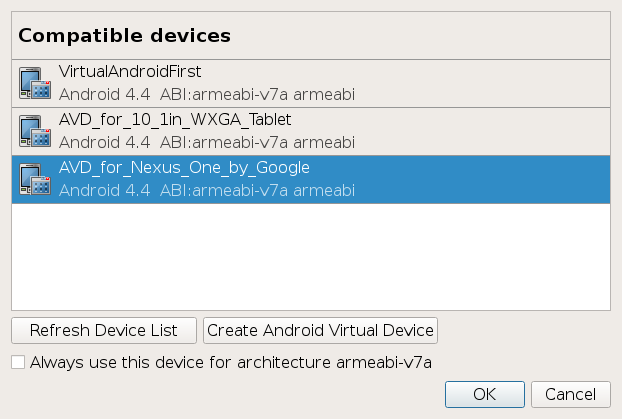 Compatible devices
VirtualAndroidFirst
Android 4.4  ABI:armeabi-v7a armeabi
AVD_for_10_1in_WXGA_Tablet
Android 4.4  ABI:armeabi-v7a armeabi
AVD_for_Nexus_One_by_Google
Android 4.4  ABI:armeabi-v7a armeabi
Refresh Device List
Create Android Virtual Device
Always use this device for architecture armeabi-v7a
OK
Cancel